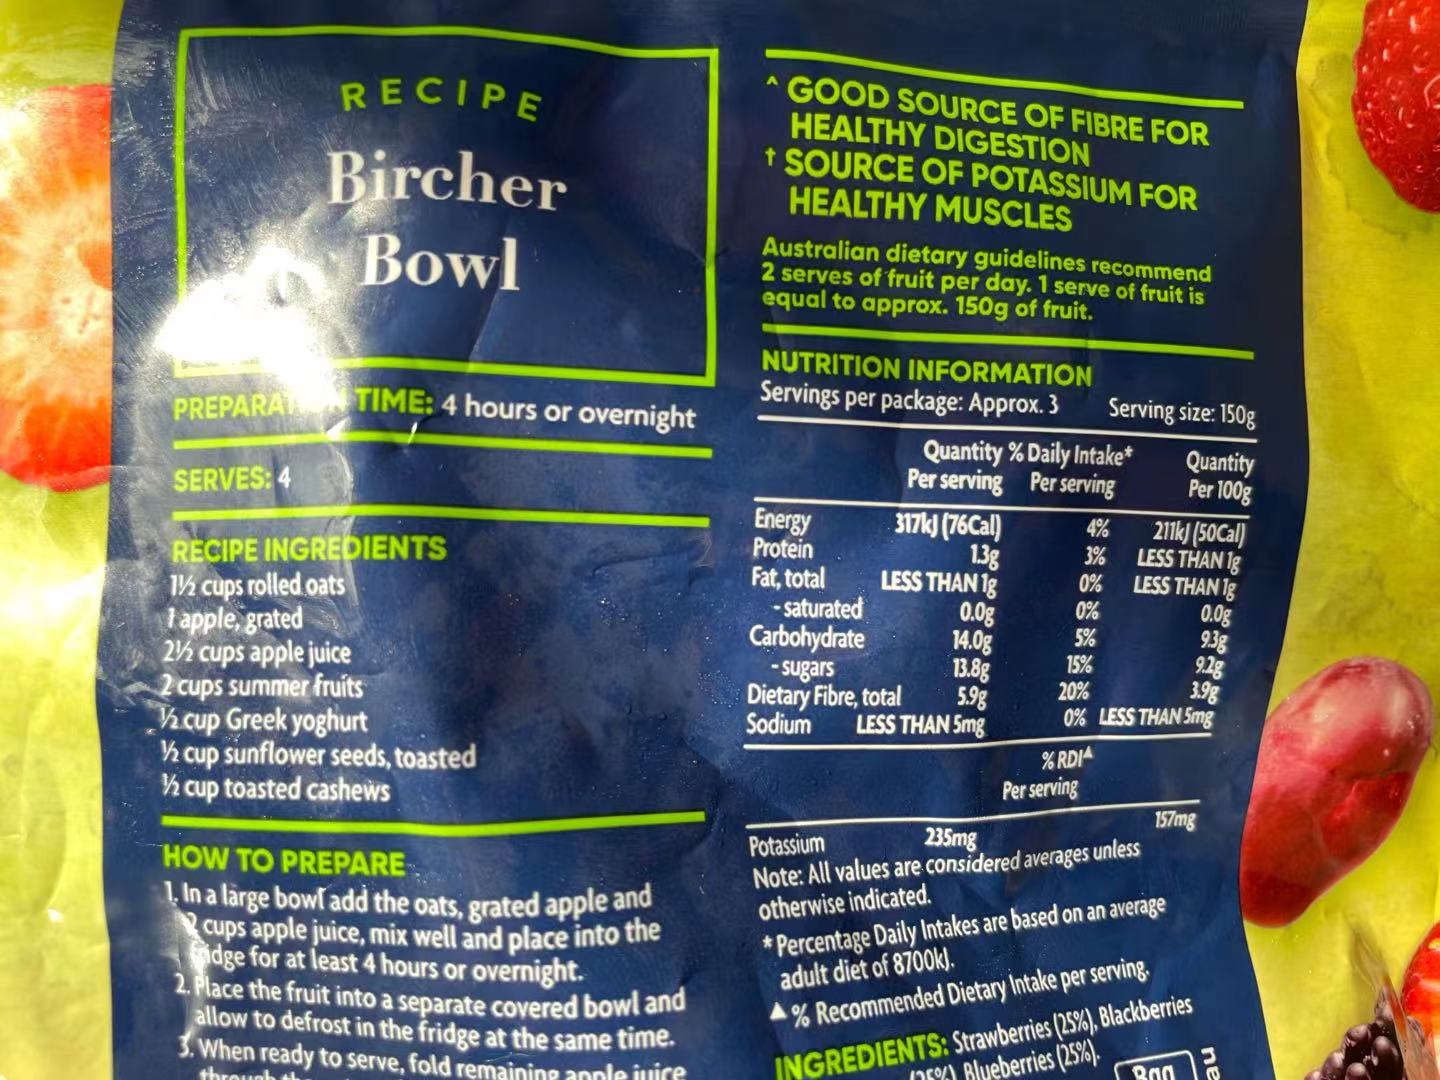 RECIPE
Bircher
Bowl
TIME: 4 hours or overnight
SERVES: 4
RECIPE INGREDIENTS
1½ cups rolled oats
1 apple, grated
2½ cups apple juice
2 cups summer fruits
½ cup Greek yoghurt
½ cup sunflower seeds, toasted
½ cup toasted cashews
HOW TO PREPARE
1. In a large bowl add the oats, grated apple and
2 cups apple juice, mix well and place into the
fridge for at least 4 hours or overnight.
2. Place the fruit into a separate covered bowl and
allow to defrost in the fridge at the same time.
3. When ready to serve, fold remaining apple juice
^ GOOD SOURCE OF FIBRE FOR
HEALTHY DIGESTION
† SOURCE OF POTASSIUM FOR
HEALTHY MUSCLES
Australian dietary guidelines recommend
2 serves of fruit per day. 1 serve of fruit is
equal to approx. 150g of fruit.
NUTRITION INFORMATION
Servings per package: Approx. 3 Serving size: 150g
Quantity % Daily Intake* Quantity
Per serving Per serving Per 100g
Energy 317kJ (76Cal) 4% 211kJ (50Cal)
Protein 1.3g 3% LESS THAN 1g
Fat, total LESS THAN 1g 0% LESS THAN 1g
- saturated 0.0g 0% 0.0g
Carbohydrate 14.0g 5% 9.3g
- sugars 13.8g 15% 9.2g
Dietary Fibre, total 5.9g 20% 3.9g
Sodium LESS THAN 5mg 0% LESS THAN 5mg
% RDI▲
Per serving
Potassium 235mg 157mg
Note: All values are considered averages unless
otherwise indicated.
* Percentage Daily Intakes are based on an average
adult diet of 8700kJ.
▲ % Recommended Dietary Intake per serving.
INGREDIENTS: Strawberries (25%), Blackberries
(25%), Blueberries (25%).